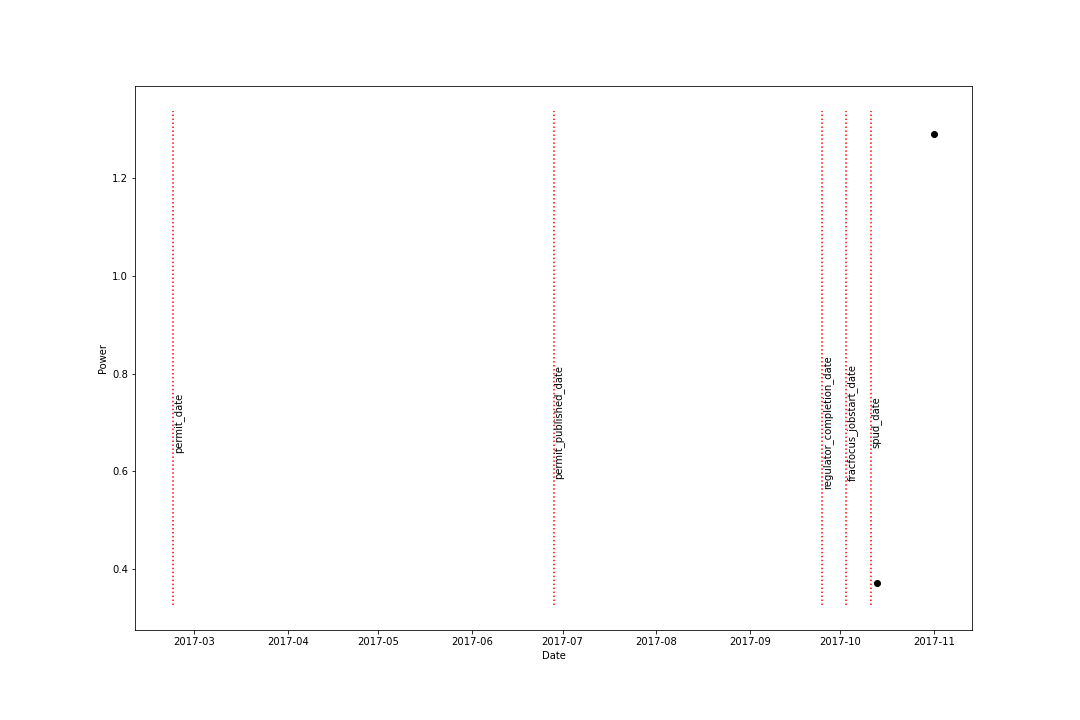 1.2
1.0
0.8
0.6
0.4
Power
permit_date
permit_published_date
regulator_completion_date
fracfocus_jobstart_date
spud_date
2017-03 2017-04 2017-05 2017-06 2017-07 2017-08 2017-09 2017-10 2017-11
Date